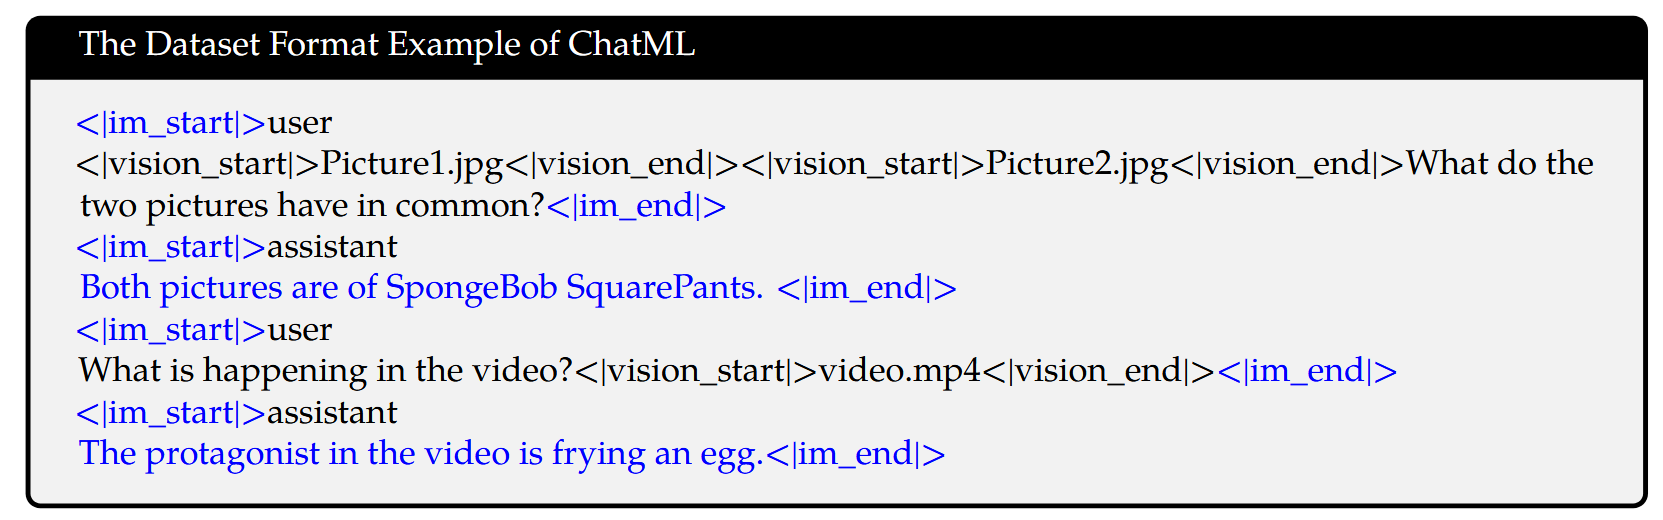 The Dataset Format Example of ChatML
<|im_start|>user
<|vision_start|>Picture1.jpg<|vision_end|><|vision_start|>Picture2.jpg<|vision_end|>What do the
two pictures have in common?<|im_end|>
<|im_start|>assistant
Both pictures are of SpongeBob SquarePants. <|im_end|>
<|im_start|>user
What is happening in the video?<|vision_start|>video.mp4<|vision_end|><|im_end|>
<|im_start|>assistant
The protagonist in the video is frying an egg.<|im_end|>